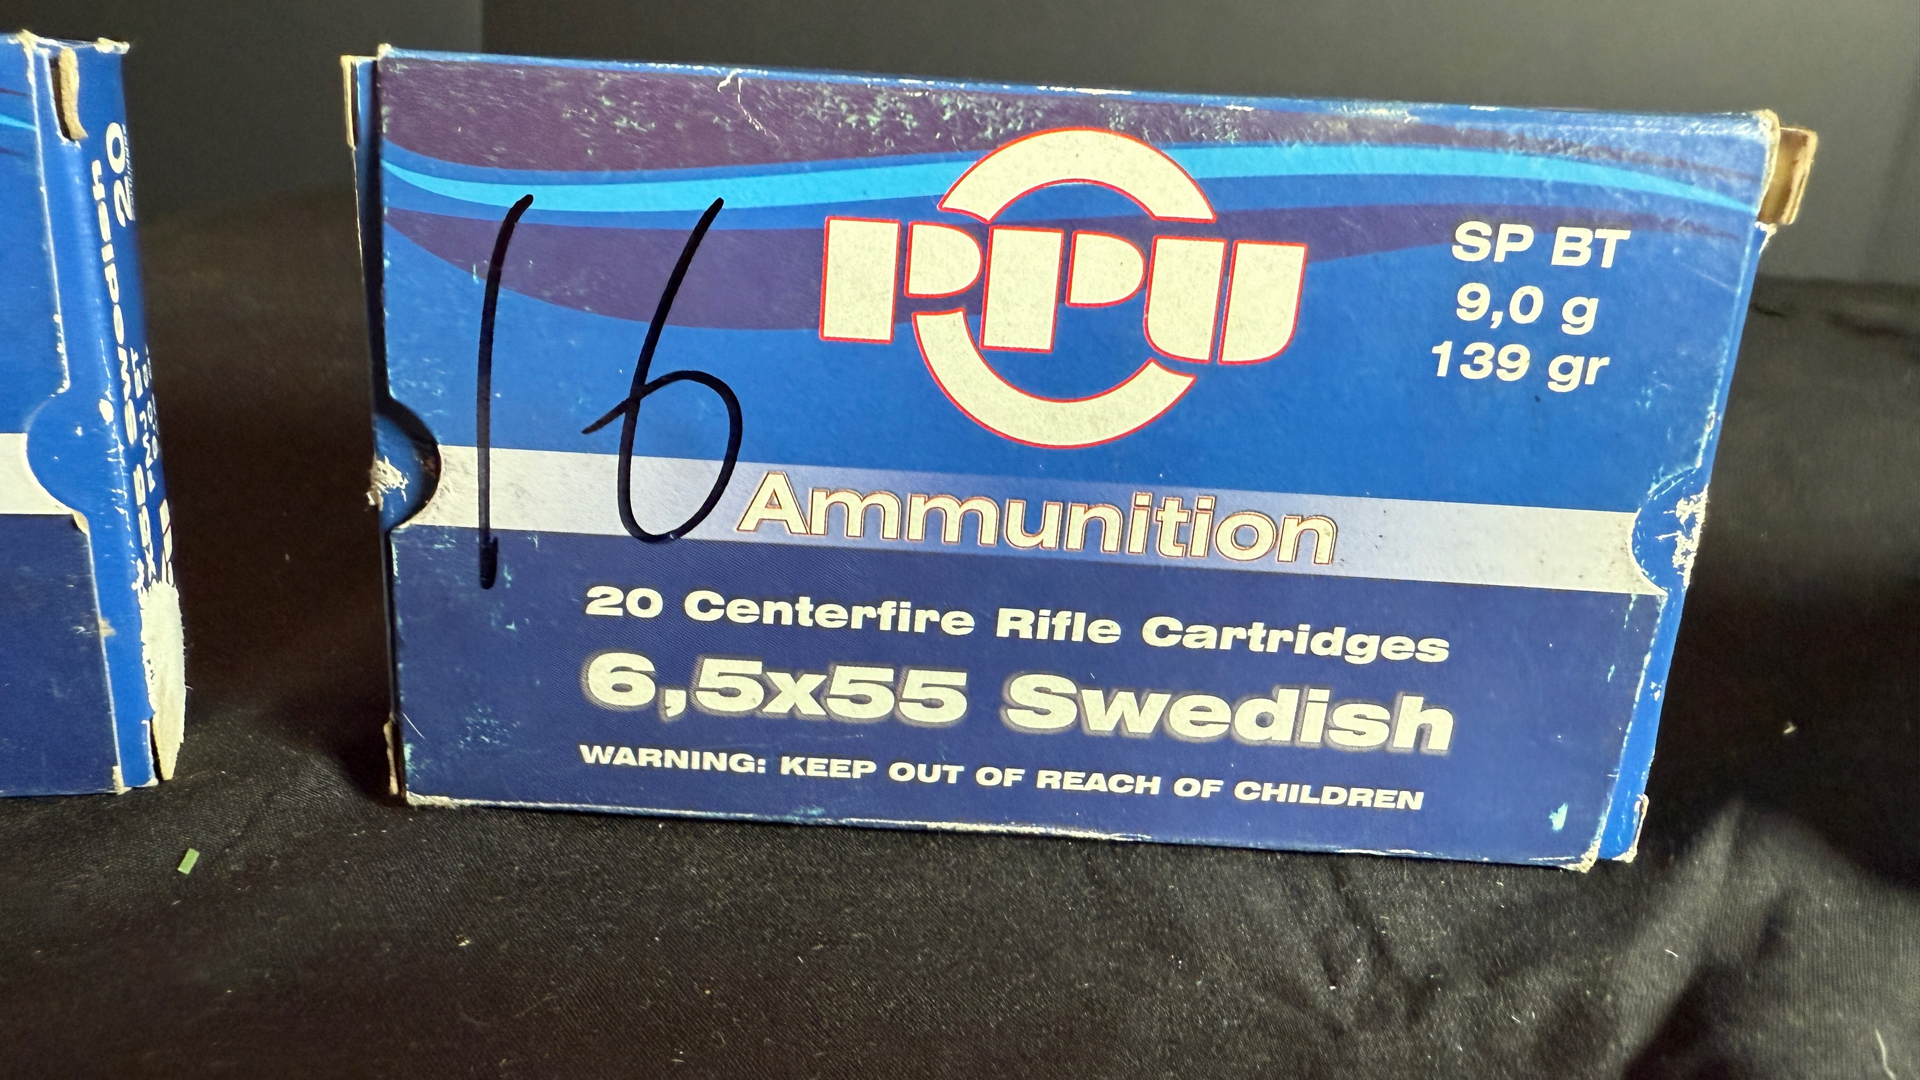 16
PPU
SP BT
9,0 g
139 gr
Ammunition
20 Centerfire Rifle Cartridges
6,5x55 Swedish
WARNING: KEEP OUT OF REACH OF CHILDREN
20